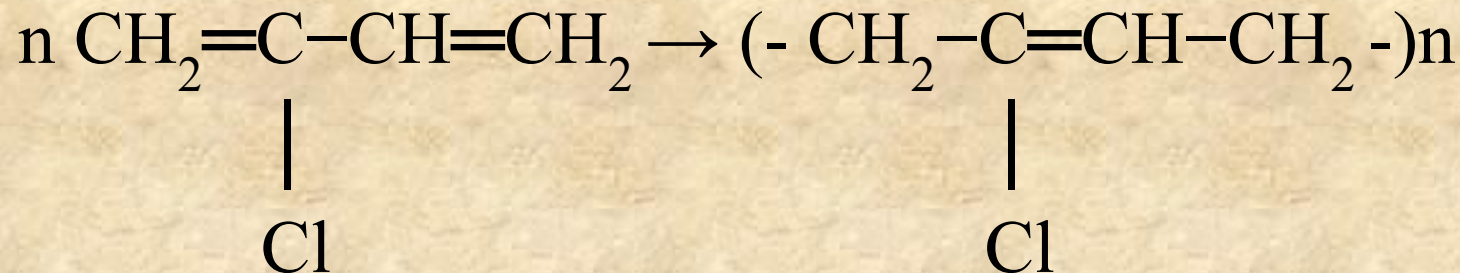 n CH₂=C–CH=CH₂ → (- CH₂–C=CH–CH₂ -)n
| |
Cl Cl